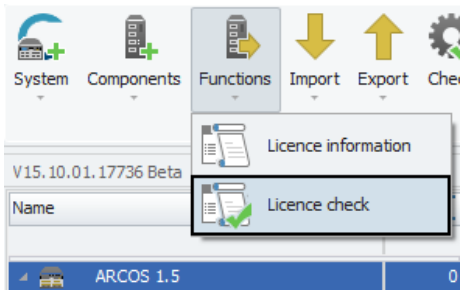 System Components Functions Import Export Che
Licence information
V15.10.01.17736 Beta
Licence check
Name
ARCOS 1.5 0